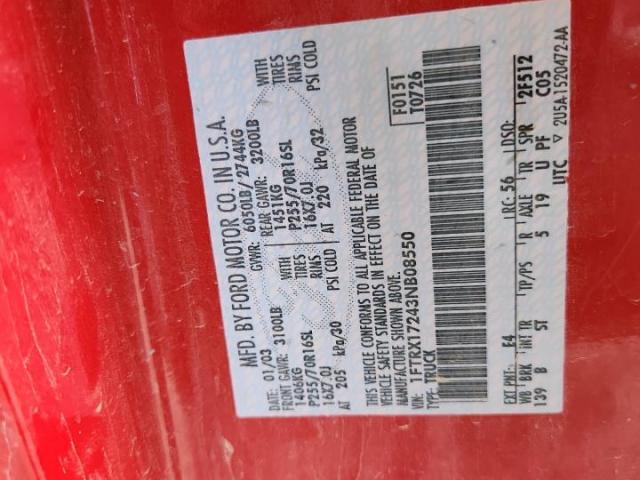 MFD. BY FORD MOTOR CO. IN U.S.A.
DATE: 01/03 GVWR: 6050LB/2744KG
FRONT GAWR: 3100LB REAR GAWR: 3200LB
1406KG WITH 1451KG WITH
P255/70R16SL TIRES P255/70R16SL TIRES
16X7.0J RIMS 16X7.0J RIMS
AT 205 kPa/30 PSI COLD AT 220 kPa/32 PSI COLD
THIS VEHICLE CONFORMS TO ALL APPLICABLE FEDERAL MOTOR
VEHICLE SAFETY STANDARDS IN EFFECT ON THE DATE OF
MANUFACTURE SHOWN ABOVE.
VIN: 1FTRX17243NB08550 F0151
TYPE: TRUCK T0726
EXT PNT: E4 RC: 56 DSO: 2F512
WB BRK INT TR TP/PS R AXLE TR SPR C05
139 B ST 5 19 U PF
UTC ▽ 2U5A-1520472-AA